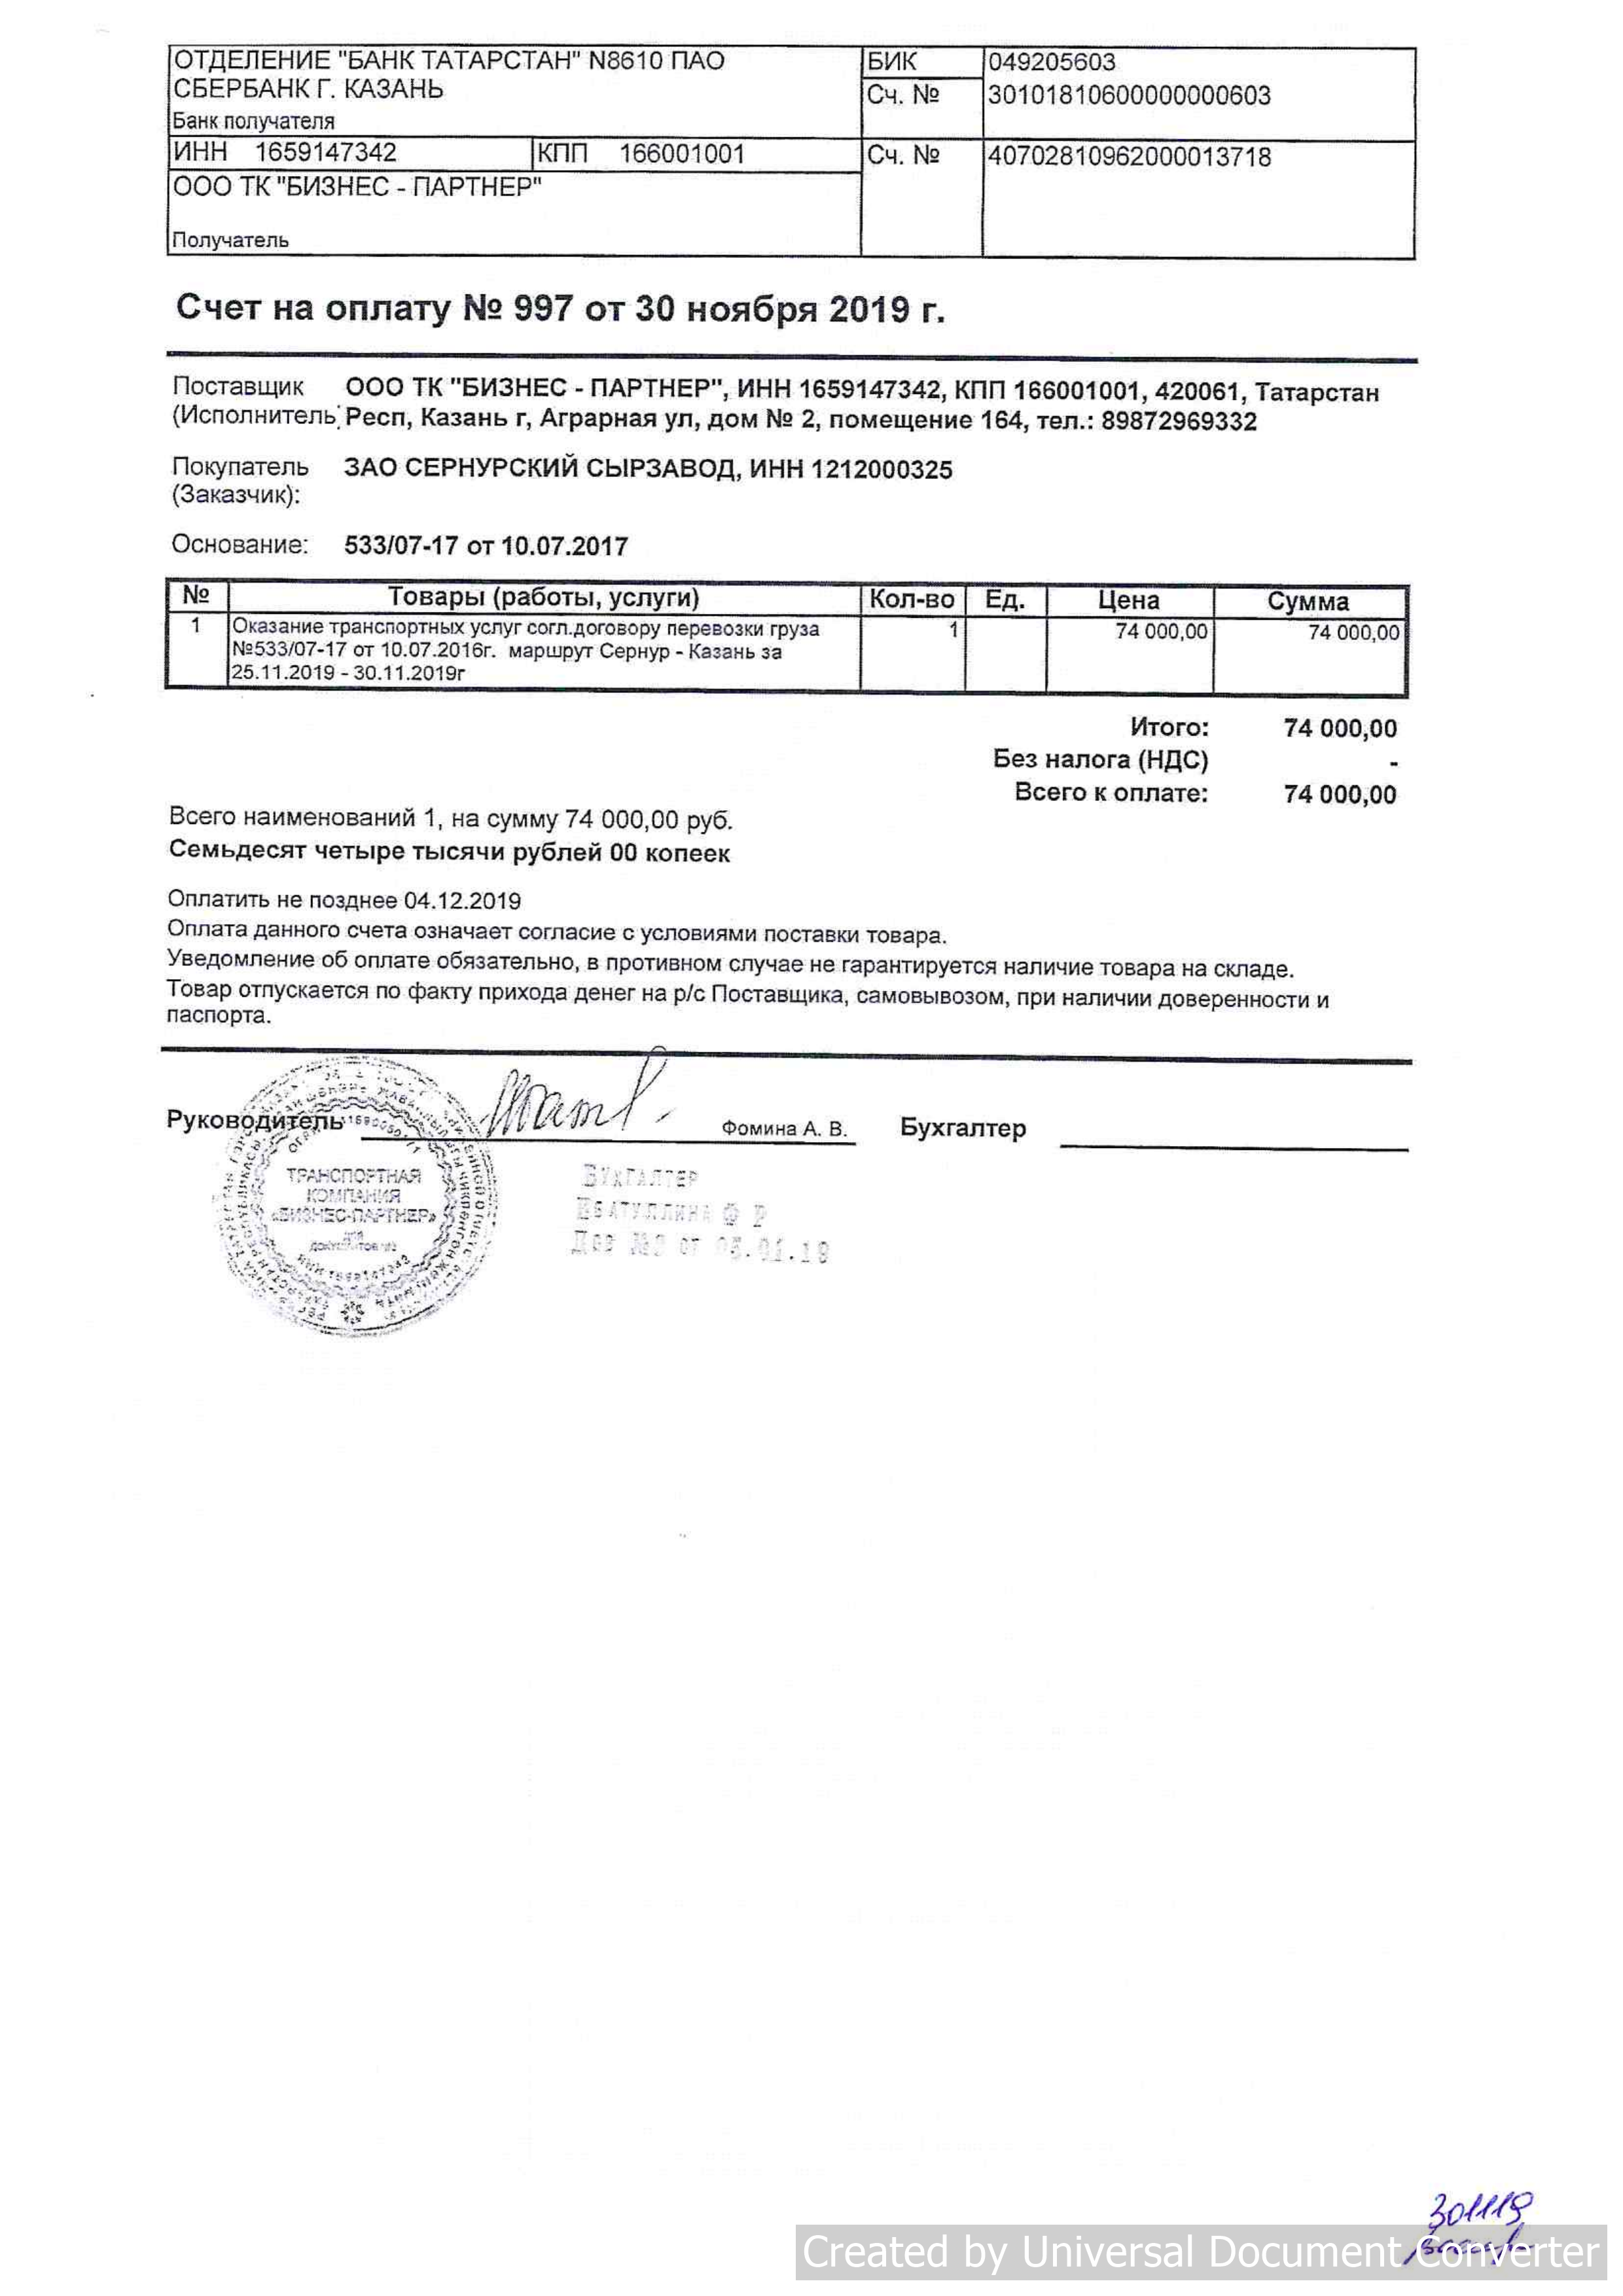 ОТДЕЛЕНИЕ "БАНК ТАТАРСТАН" N8610 ПАО
СБЕРБАНК Г. КАЗАНЬ
Банк получателя
БИК 049205603
Сч. № 30101810600000000603
ИНН 1659147342 КПП 166001001
Сч. № 40702810962000013718
ООО ТК "БИЗНЕС - ПАРТНЕР"
Получатель
Счет на оплату № 997 от 30 ноября 2019 г.
Поставщик ООО ТК "БИЗНЕС - ПАРТНЕР", ИНН 1659147342, КПП 166001001, 420061, Татарстан
(Исполнитель) Респ, Казань г, Аграрная ул, дом № 2, помещение 164, тел.: 89872969332
Покупатель ЗАО СЕРНУРСКИЙ СЫРЗАВОД, ИНН 1212000325
(Заказчик):
Основание: 533/07-17 от 10.07.2017
№ Товары (работы, услуги) Кол-во Ед. Цена Сумма
1 Оказание транспортных услуг согл.договору перевозки груза 1 74 000,00 74 000,00
№533/07-17 от 10.07.2016г. маршрут Сернур - Казань за
25.11.2019 - 30.11.2019г
Итого: 74 000,00
Без налога (НДС) -
Всего к оплате: 74 000,00
Всего наименований 1, на сумму 74 000,00 руб.
Семьдесят четыре тысячи рублей 00 копеек
Оплатить не позднее 04.12.2019
Оплата данного счета означает согласие с условиями поставки товара.
Уведомление об оплате обязательно, в противном случае не гарантируется наличие товара на складе.
Товар отпускается по факту прихода денег на р/с Поставщика, самовывозом, при наличии доверенности и
паспорта.
Руководитель Фомина А. В. Бухгалтер
ТРАНСПОРТНАЯ
КОМПАНИЯ
«БИЗНЕС-ПАРТНЕР»
ИНН 1659147342
БУХГАЛТЕР
Ф Р
Дов №2 от 05.01.18
301119
Created by Universal Document Converter